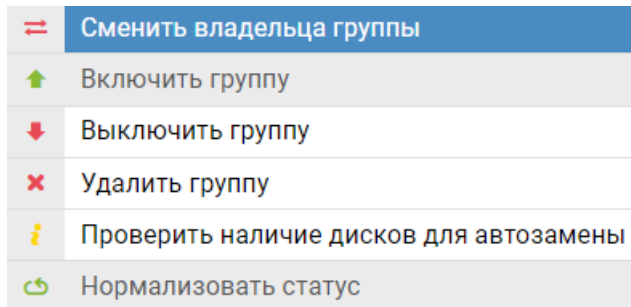 Сменить владельца группы
Включить группу
Выключить группу
Удалить группу
Проверить наличие дисков для автозамены
Нормализовать статус